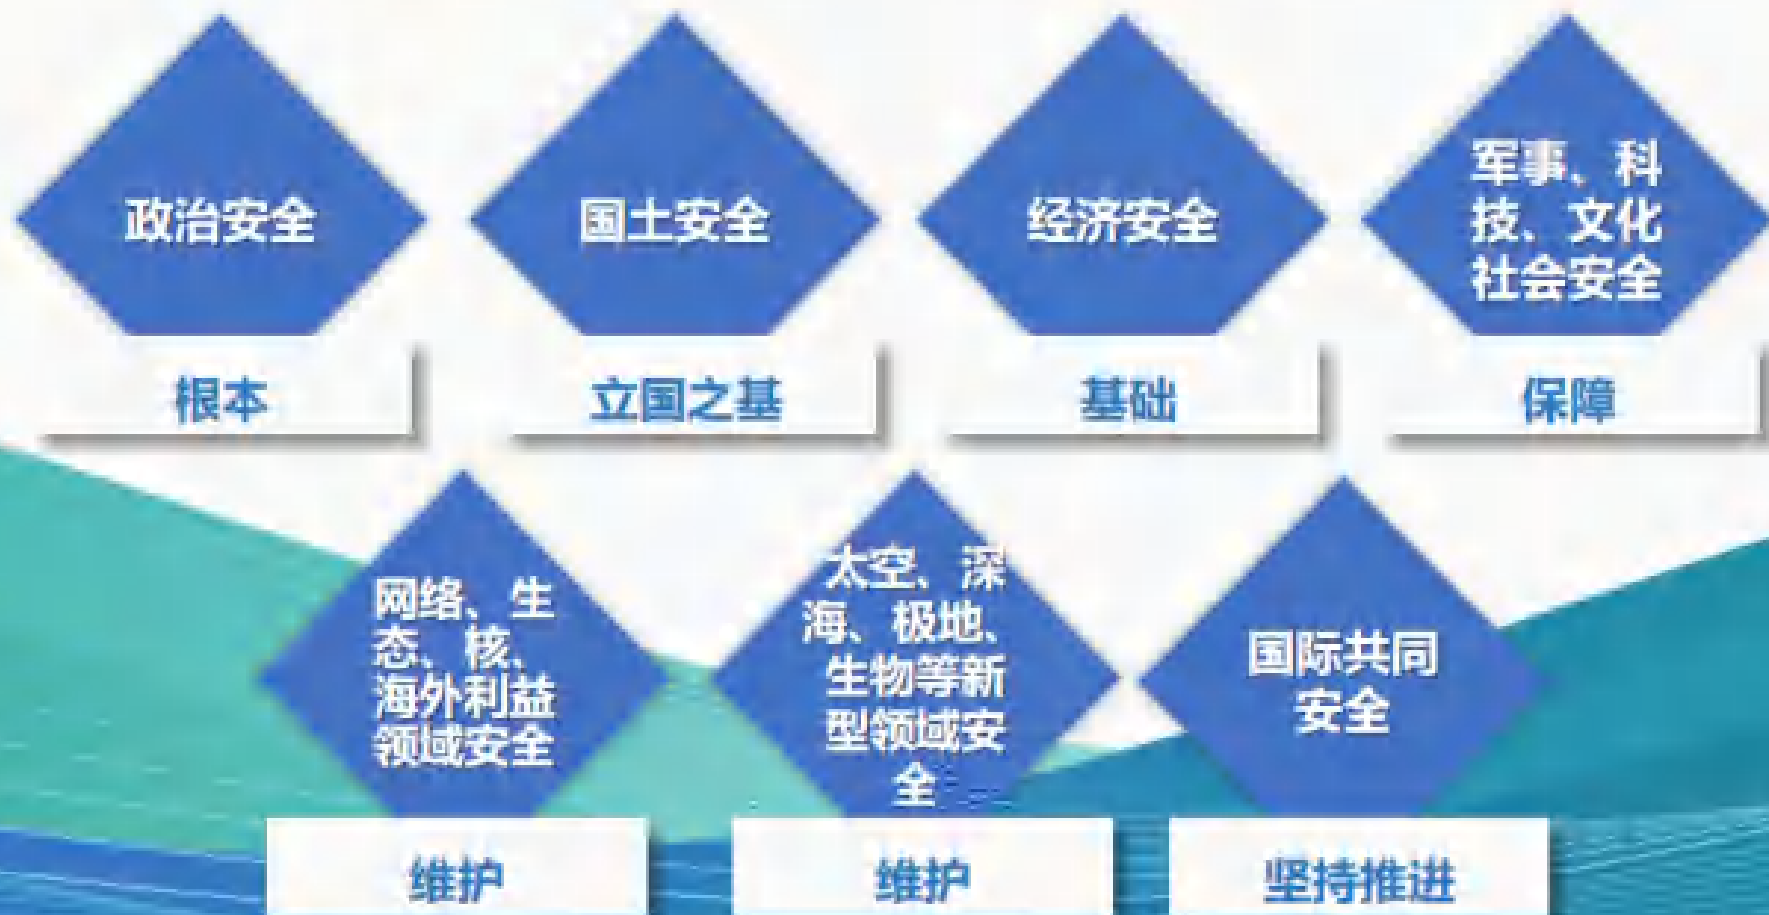 政治安全
根本
国土安全
立国之基
经济安全
基础
军事、科
技、文化
社会安全
保障
网络、生
态、核、
海外利益
领域安全
维护
太空、深
海、极地、
生物等新
型领域安
全
维护
国际共同
安全
坚持推进